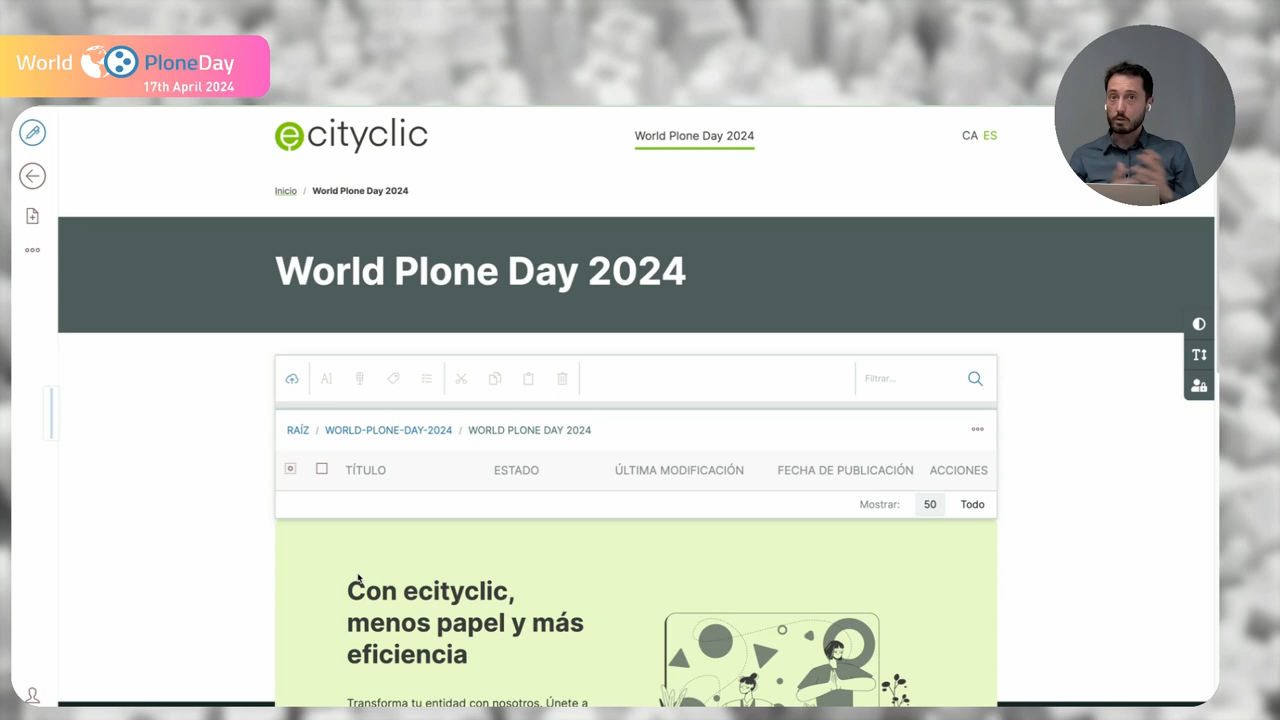 World PloneDay
17th April 2024
ecityclic
World Plone Day 2024
CA ES
Inicio / World Plone Day 2024
World Plone Day 2024
AI
Filtrar...
T
RAÍZ / WORLD-PLONE-DAY-2024 / WORLD PLONE DAY 2024
TÍTULO ESTADO ÚLTIMA MODIFICACIÓN FECHA DE PUBLICACIÓN ACCIONES
Mostrar: 50 Todo
Con ecityclic,
menos papel y más
eficiencia
Transforma tu entidad con nosotros. Únete a